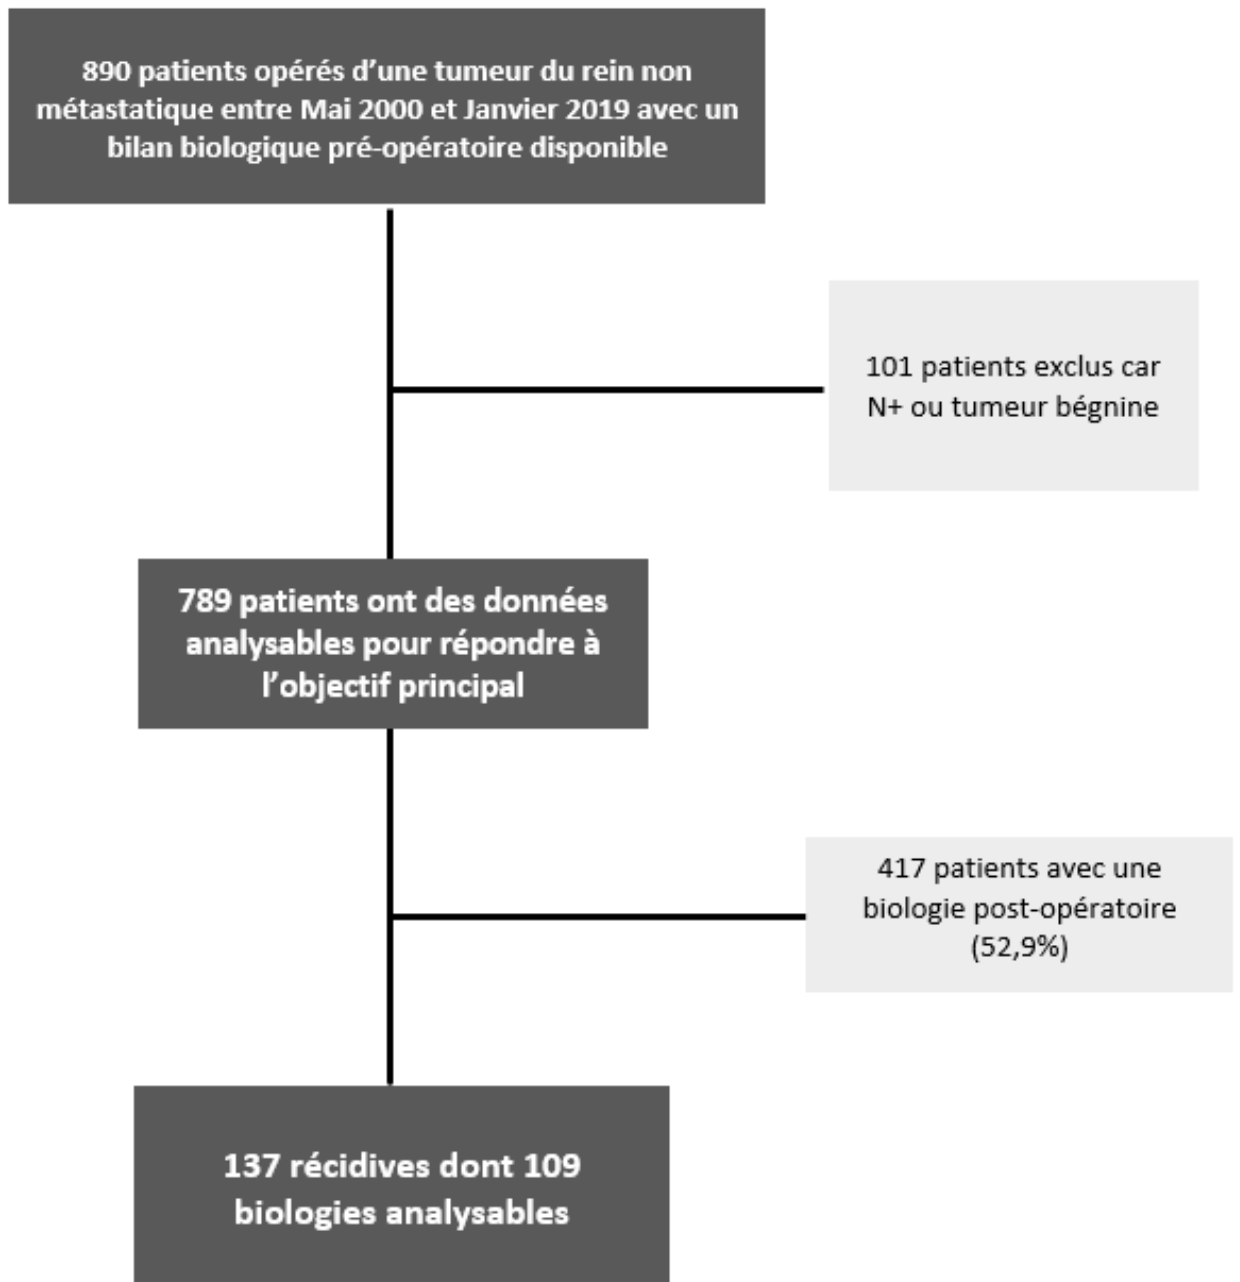 890 patients opérés d’une tumeur du rein non
métastatique entre Mai 2000 et Janvier 2019 avec un
bilan biologique pré-opératoire disponible
101 patients exclus car
N+ ou tumeur bégnine
789 patients ont des données
analysables pour répondre à
l’objectif principal
417 patients avec une
biologie post-opératoire
(52,9%)
137 récidives dont 109
biologies analysables